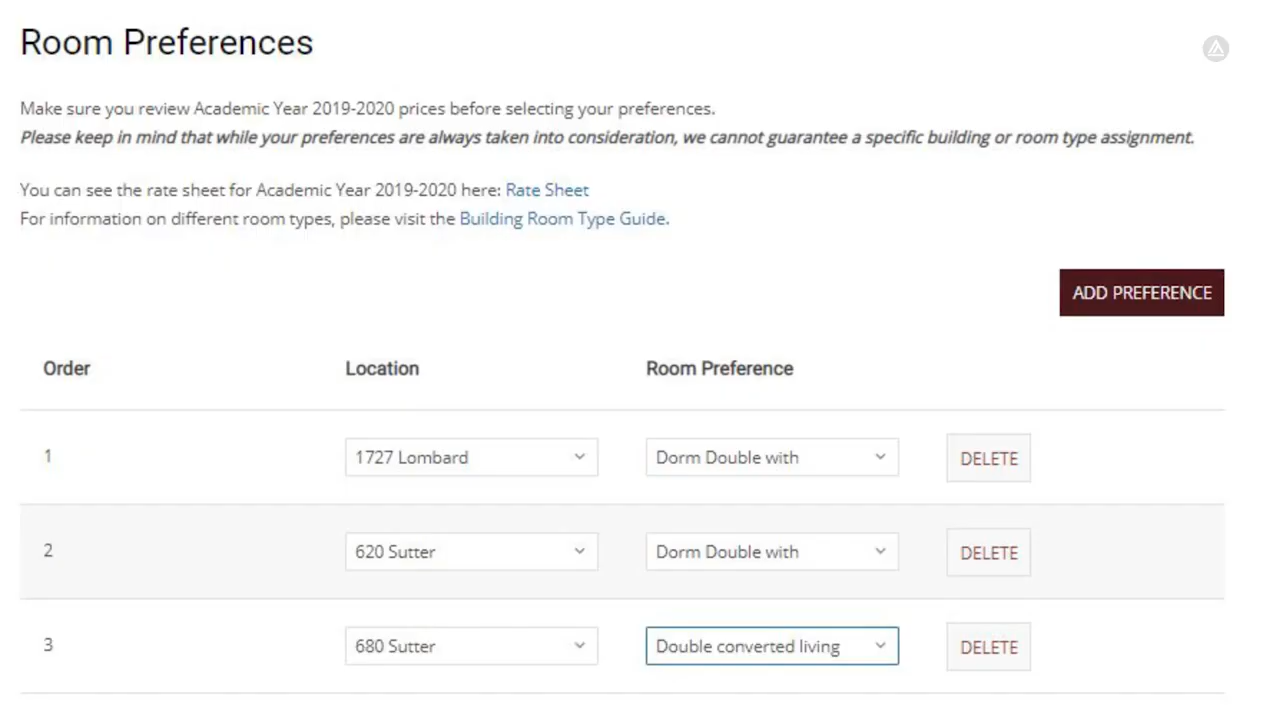 Room Preferences
Make sure you review Academic Year 2019-2020 prices before selecting your preferences.
Please keep in mind that while your preferences are always taken into consideration, we cannot guarantee a specific building or room type assignment.
You can see the rate sheet for Academic Year 2019-2020 here: Rate Sheet
For information on different room types, please visit the Building Room Type Guide.
ADD PREFERENCE
Order Location Room Preference
1 1727 Lombard Dorm Double with DELETE
2 620 Sutter Dorm Double with DELETE
3 680 Sutter Double converted living DELETE